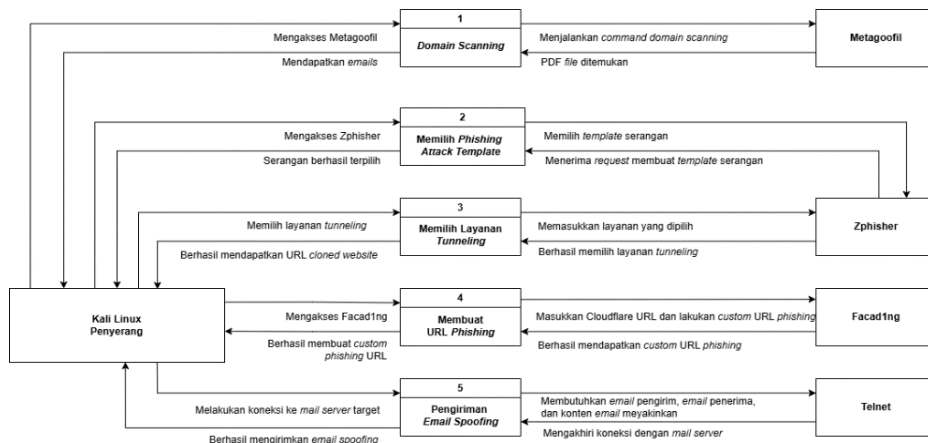 1
Domain Scanning
Mengakses Metagoofil
Mendapatkan emails
Menjalankan command domain scanning
PDF file ditemukan
Metagoofil
2
Memilih Phishing
Attack Template
Mengakses Zphisher
Serangan berhasil terpilih
Memilih template serangan
Menerima request membuat template serangan
3
Memilih Layanan
Tunneling
Memilih layanan tunneling
Berhasil mendapatkan URL cloned website
Memasukkan layanan yang dipilih
Berhasil memilih layanan tunneling
Zphisher
Kali Linux
Penyerang
4
Membuat
URL Phishing
Mengakses Facad1ng
Berhasil membuat custom
phishing URL
Masukkan Cloudflare URL dan lakukan custom URL phishing
Berhasil mendapatkan custom URL phishing
Facad1ng
5
Pengiriman
Email Spoofing
Melakukan koneksi ke mail server target
Berhasil mengirimkan email spoofing
Membutuhkan email pengirim, email penerima,
dan konten email meyakinkan
Mengakhiri koneksi dengan mail server
Telnet